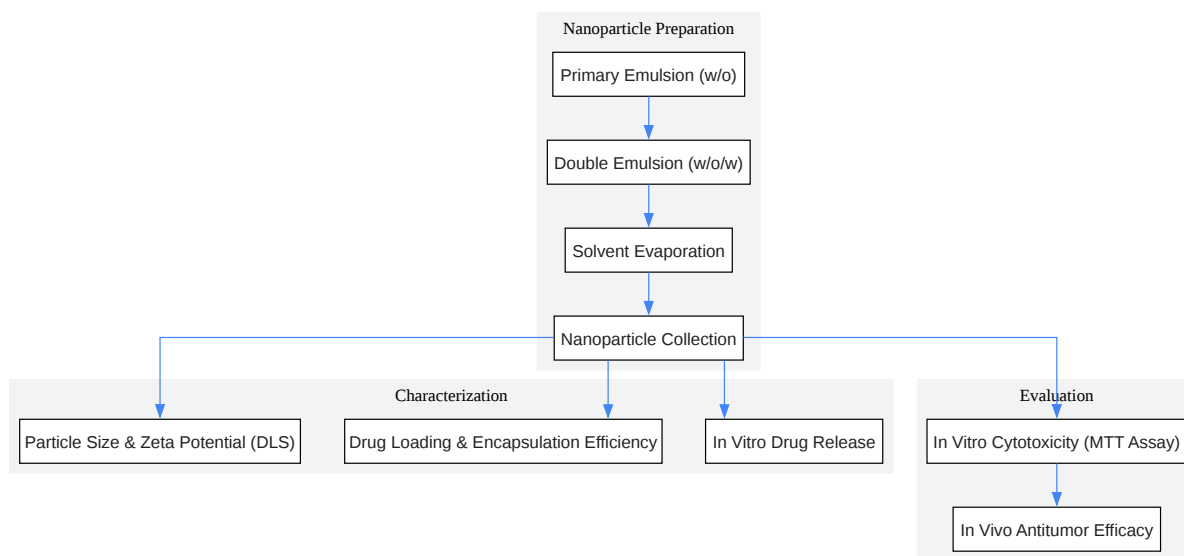 Nanoparticle Preparation
Primary Emulsion (w/o)
Double Emulsion (w/o/w)
Solvent Evaporation
Nanoparticle Collection
Characterization
Particle Size & Zeta Potential (DLS)
Drug Loading & Encapsulation Efficiency
In Vitro Drug Release
Evaluation
In Vitro Cytotoxicity (MTT Assay)
In Vivo Antitumor Efficacy